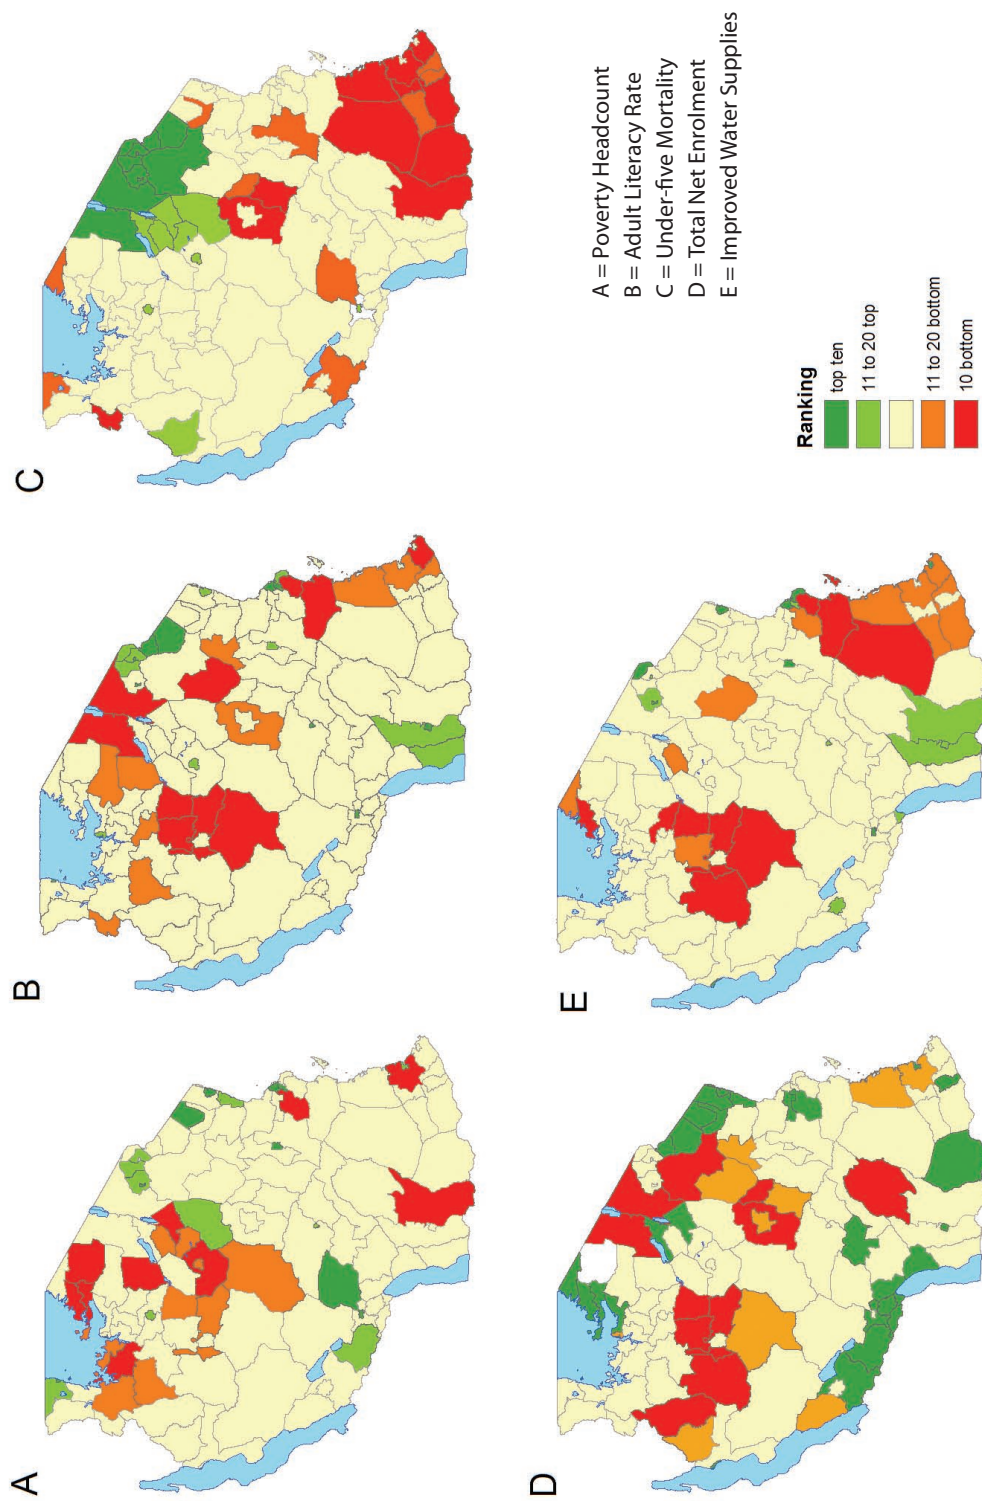 A
B
C
D
E
A = Poverty Headcount
B = Adult Literacy Rate
C = Under-five Mortality
D = Total Net Enrolment
E = Improved Water Supplies
Ranking
top ten
11 to 20 top
11 to 20 bottom
10 bottom